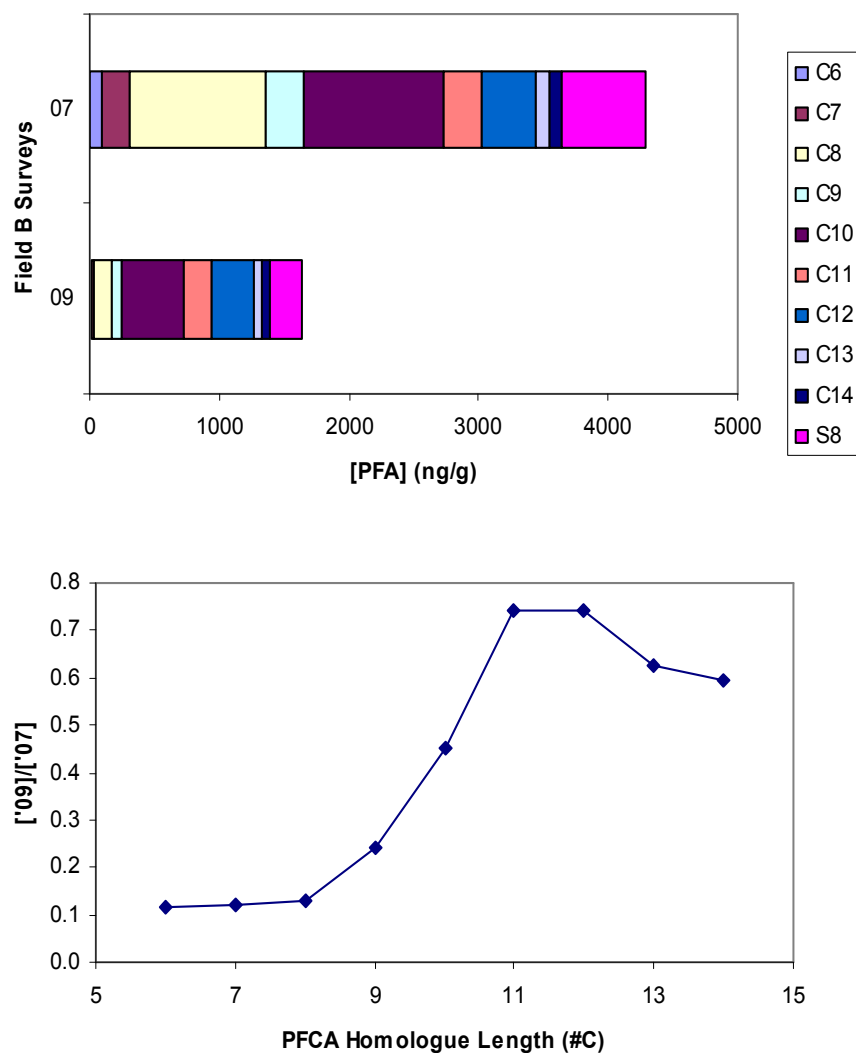 Field B Surveys
07
09
0 1000 2000 3000 4000 5000
[PFA] (ng/g)
C6
C7
C8
C9
C10
C11
C12
C13
C14
S8
['09]/['07]
0.8
0.7
0.6
0.5
0.4
0.3
0.2
0.1
0.0
5 7 9 11 13 15
PFCA Homologue Length (#C)